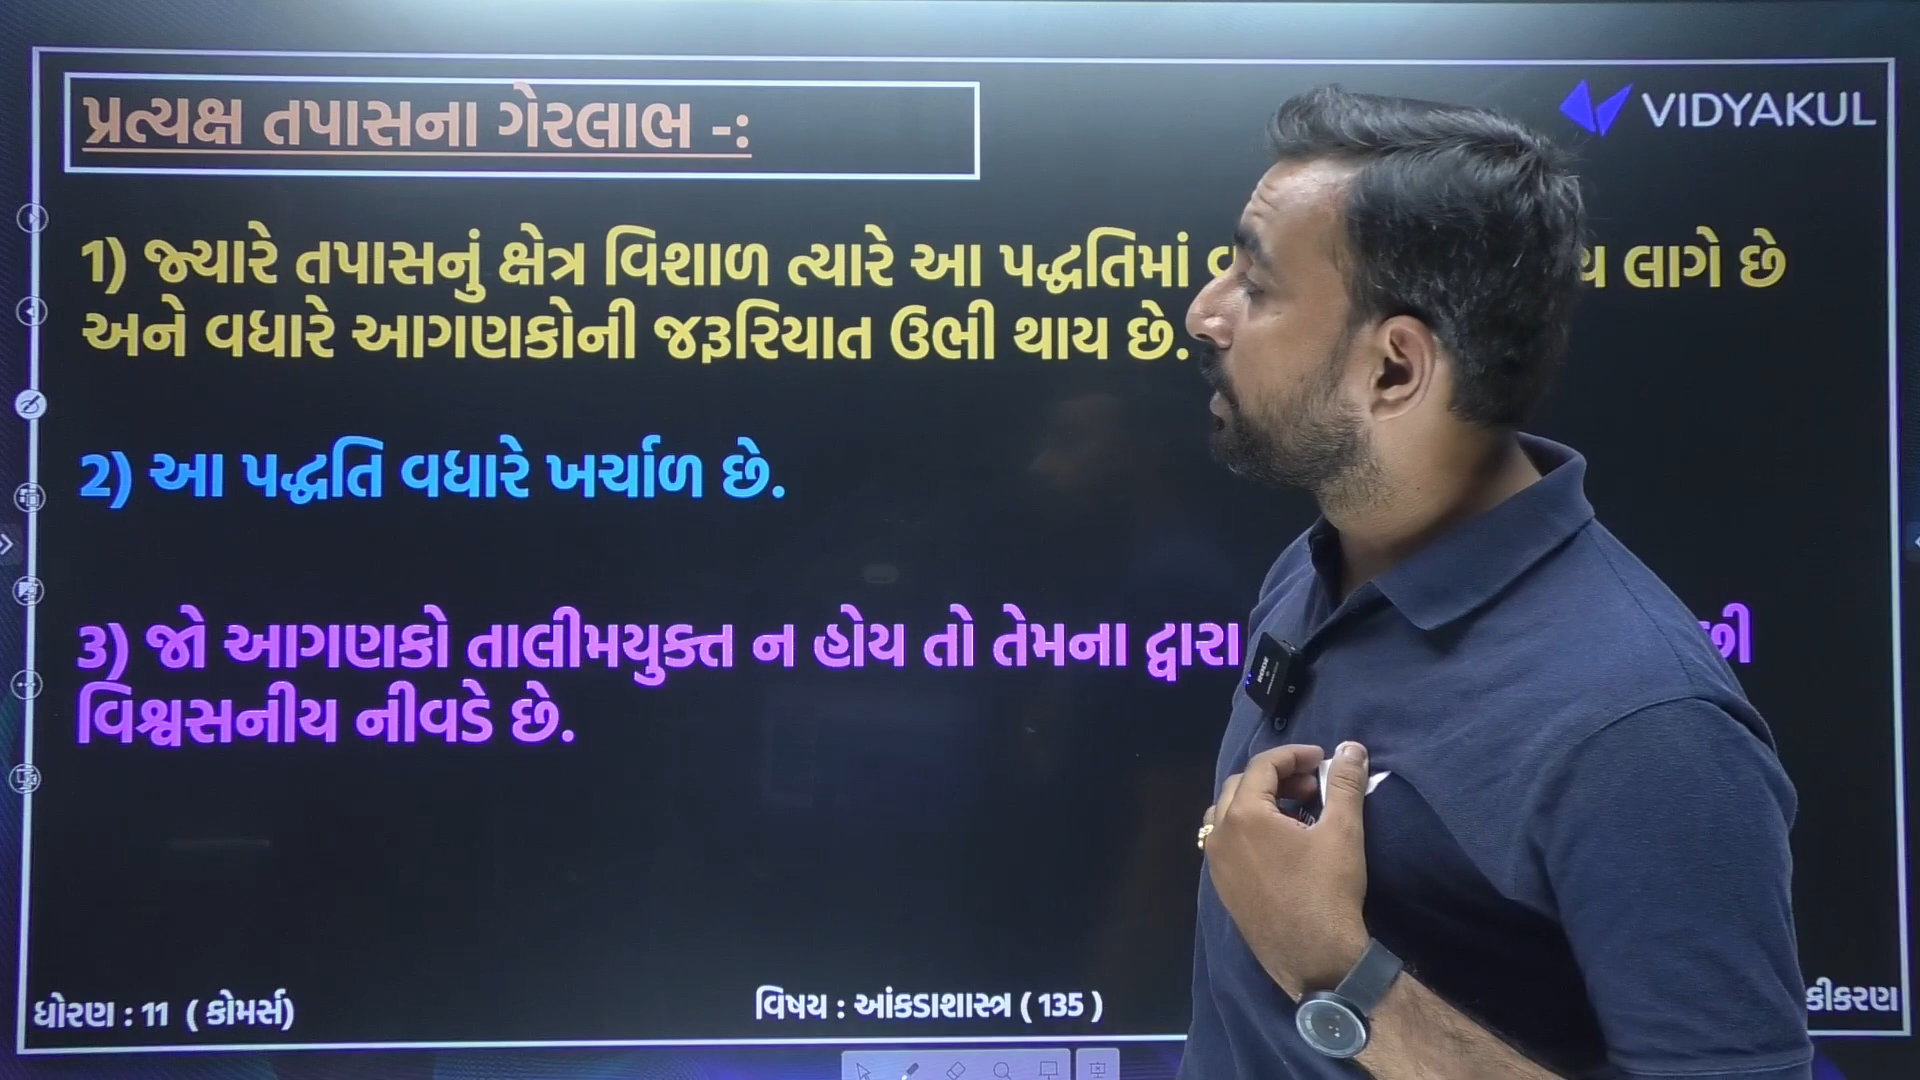 પ્રત્યક્ષ તપાસના ગેરલાભ -:
VIDYAKUL
1) જ્યારે તપાસનું ક્ષેત્ર વિશાળ ત્યારે આ પદ્ધતિમાં લાગે છે
અને વધારે આગણકોની જરૂરિયાત ઉભી થાય છે.
2) આ પદ્ધતિ વધારે ખર્ચાળ છે.
3) જો આગણકો તાલીમયુક્ત ન હોય તો તેમના દ્વારા
વિશ્વસનીય નીવડે છે.
ધોરણ : 11 ( કોમર્સ)
વિષય : આંકડાશાસ્ત્ર ( 135 )